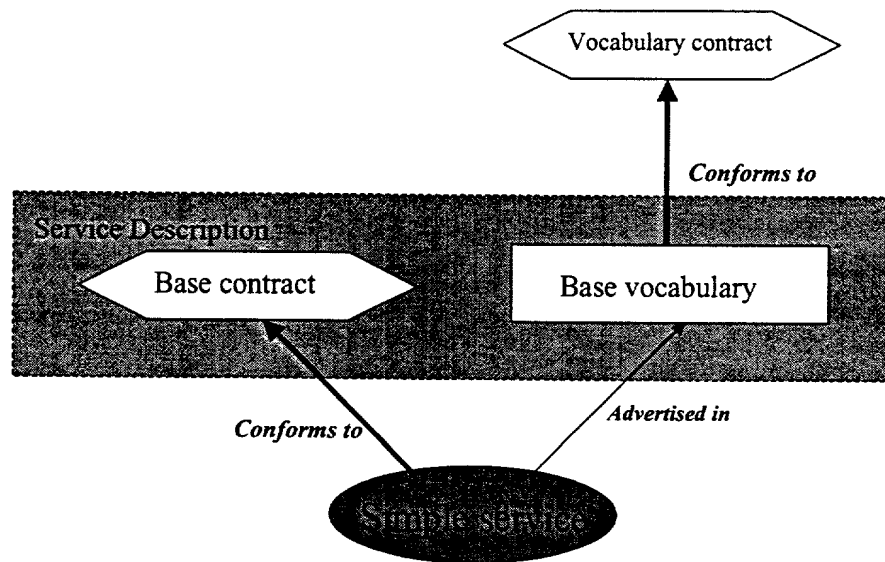 Vocabulary contract
Conforms to
Service Description
Base contract
Base vocabulary
Conforms to
Advertised in
Simple service